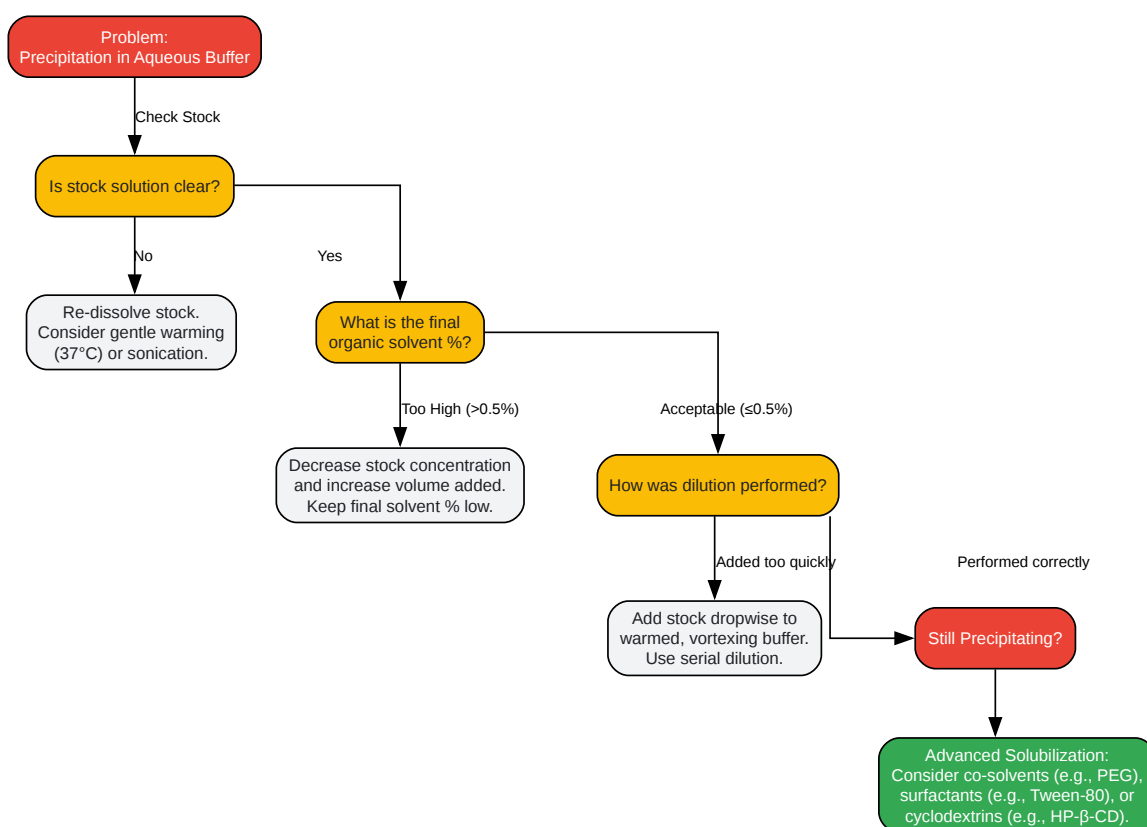 Problem:
Precipitation in Aqueous Buffer
Check Stock
Is stock solution clear?
No
Yes
Re-dissolve stock.
Consider gentle warming
(37°C) or sonication.
What is the final
organic solvent %?
Too High (>0.5%)
Acceptable (≤0.5%)
Decrease stock concentration
and increase volume added.
Keep final solvent % low.
How was dilution performed?
Added too quickly
Performed correctly
Add stock dropwise to
warmed, vortexing buffer.
Use serial dilution.
Still Precipitating?
Advanced Solubilization:
Consider co-solvents (e.g., PEG),
surfactants (e.g., Tween-80), or
cyclodextrins (e.g., HP-β-CD).